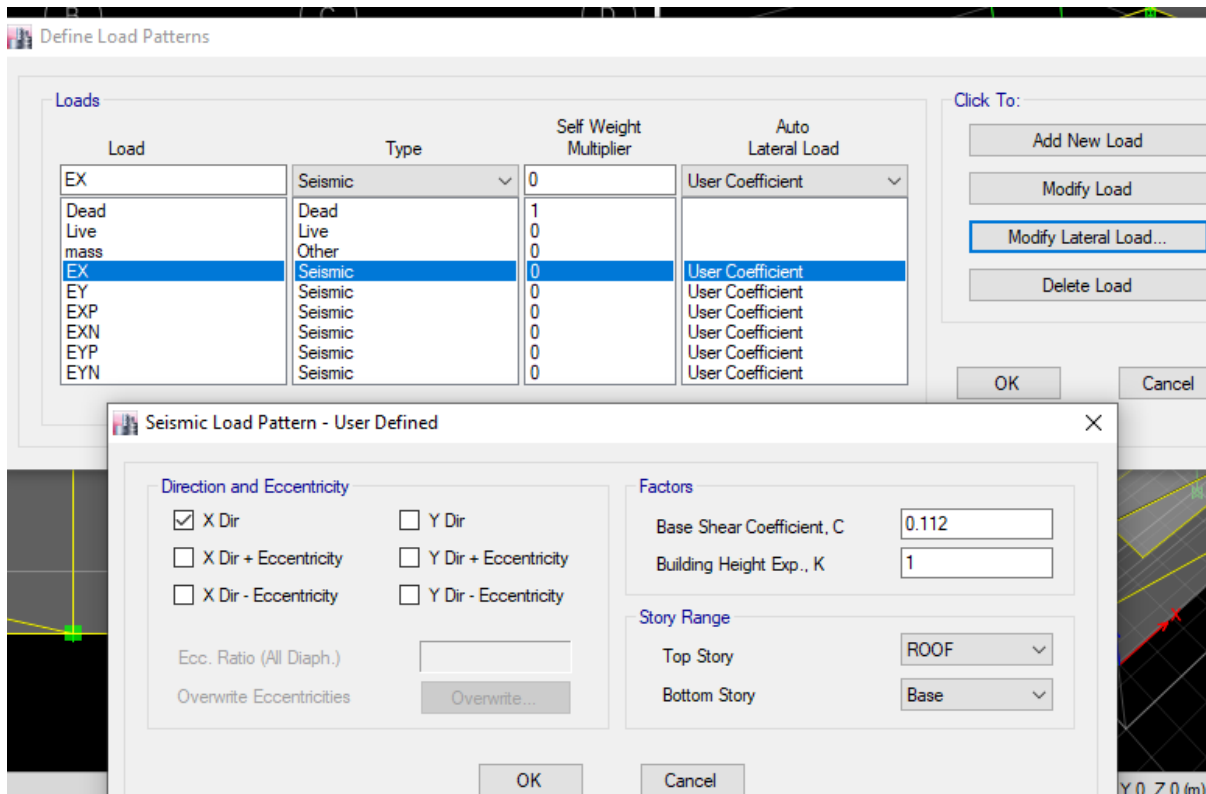 B C D
Define Load Patterns
Loads
Click To:
Load Type Self Weight Multiplier Auto Lateral Load
EX Seismic 0 User Coefficient
Dead Dead 1
Live Live 0
mass Other 0
EX Seismic 0 User Coefficient
EY Seismic 0 User Coefficient
EXP Seismic 0 User Coefficient
EXN Seismic 0 User Coefficient
EYP Seismic 0 User Coefficient
EYN Seismic 0 User Coefficient
Add New Load
Modify Load
Modify Lateral Load...
Delete Load
OK Cancel
Seismic Load Pattern - User Defined
Direction and Eccentricity
X Dir Y Dir
X Dir + Eccentricity Y Dir + Eccentricity
X Dir - Eccentricity Y Dir - Eccentricity
Ecc. Ratio (All Diaph.)
Overwrite Eccentricities Overwrite...
Factors
Base Shear Coefficient, C 0.112
Building Height Exp., K 1
Story Range
Top Story ROOF
Bottom Story Base
OK Cancel
X
Y 0 Z 0 (m)